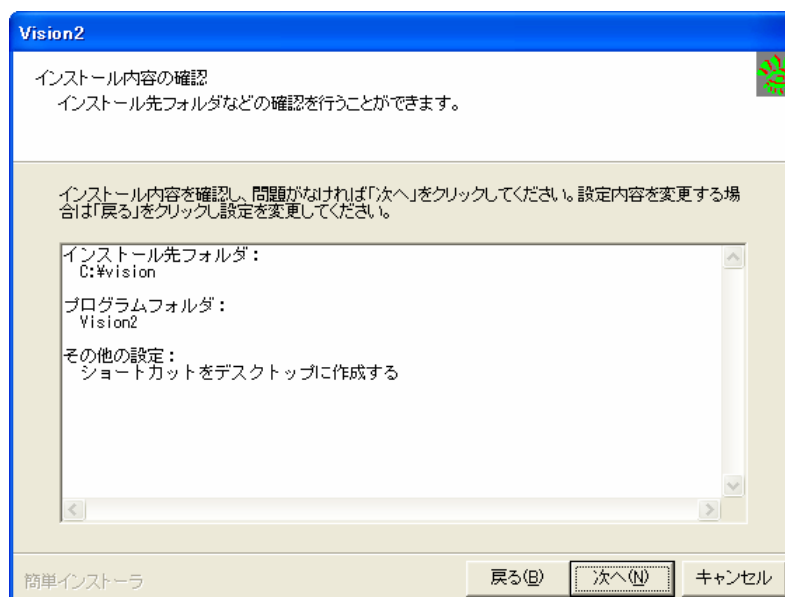 Vision2
インストール内容の確認
インストール先フォルダなどの確認を行うことができます。
インストール内容を確認し、問題がなければ「次へ」をクリックしてください。設定内容を変更する場
合は「戻る」をクリックし設定を変更してください。
インストール先フォルダ：
C:¥vision
プログラムフォルダ：
Vision2
その他の設定：
ショートカットをデスクトップに作成する
簡単インストーラ
戻る(B)
次へ(N)
キャンセル